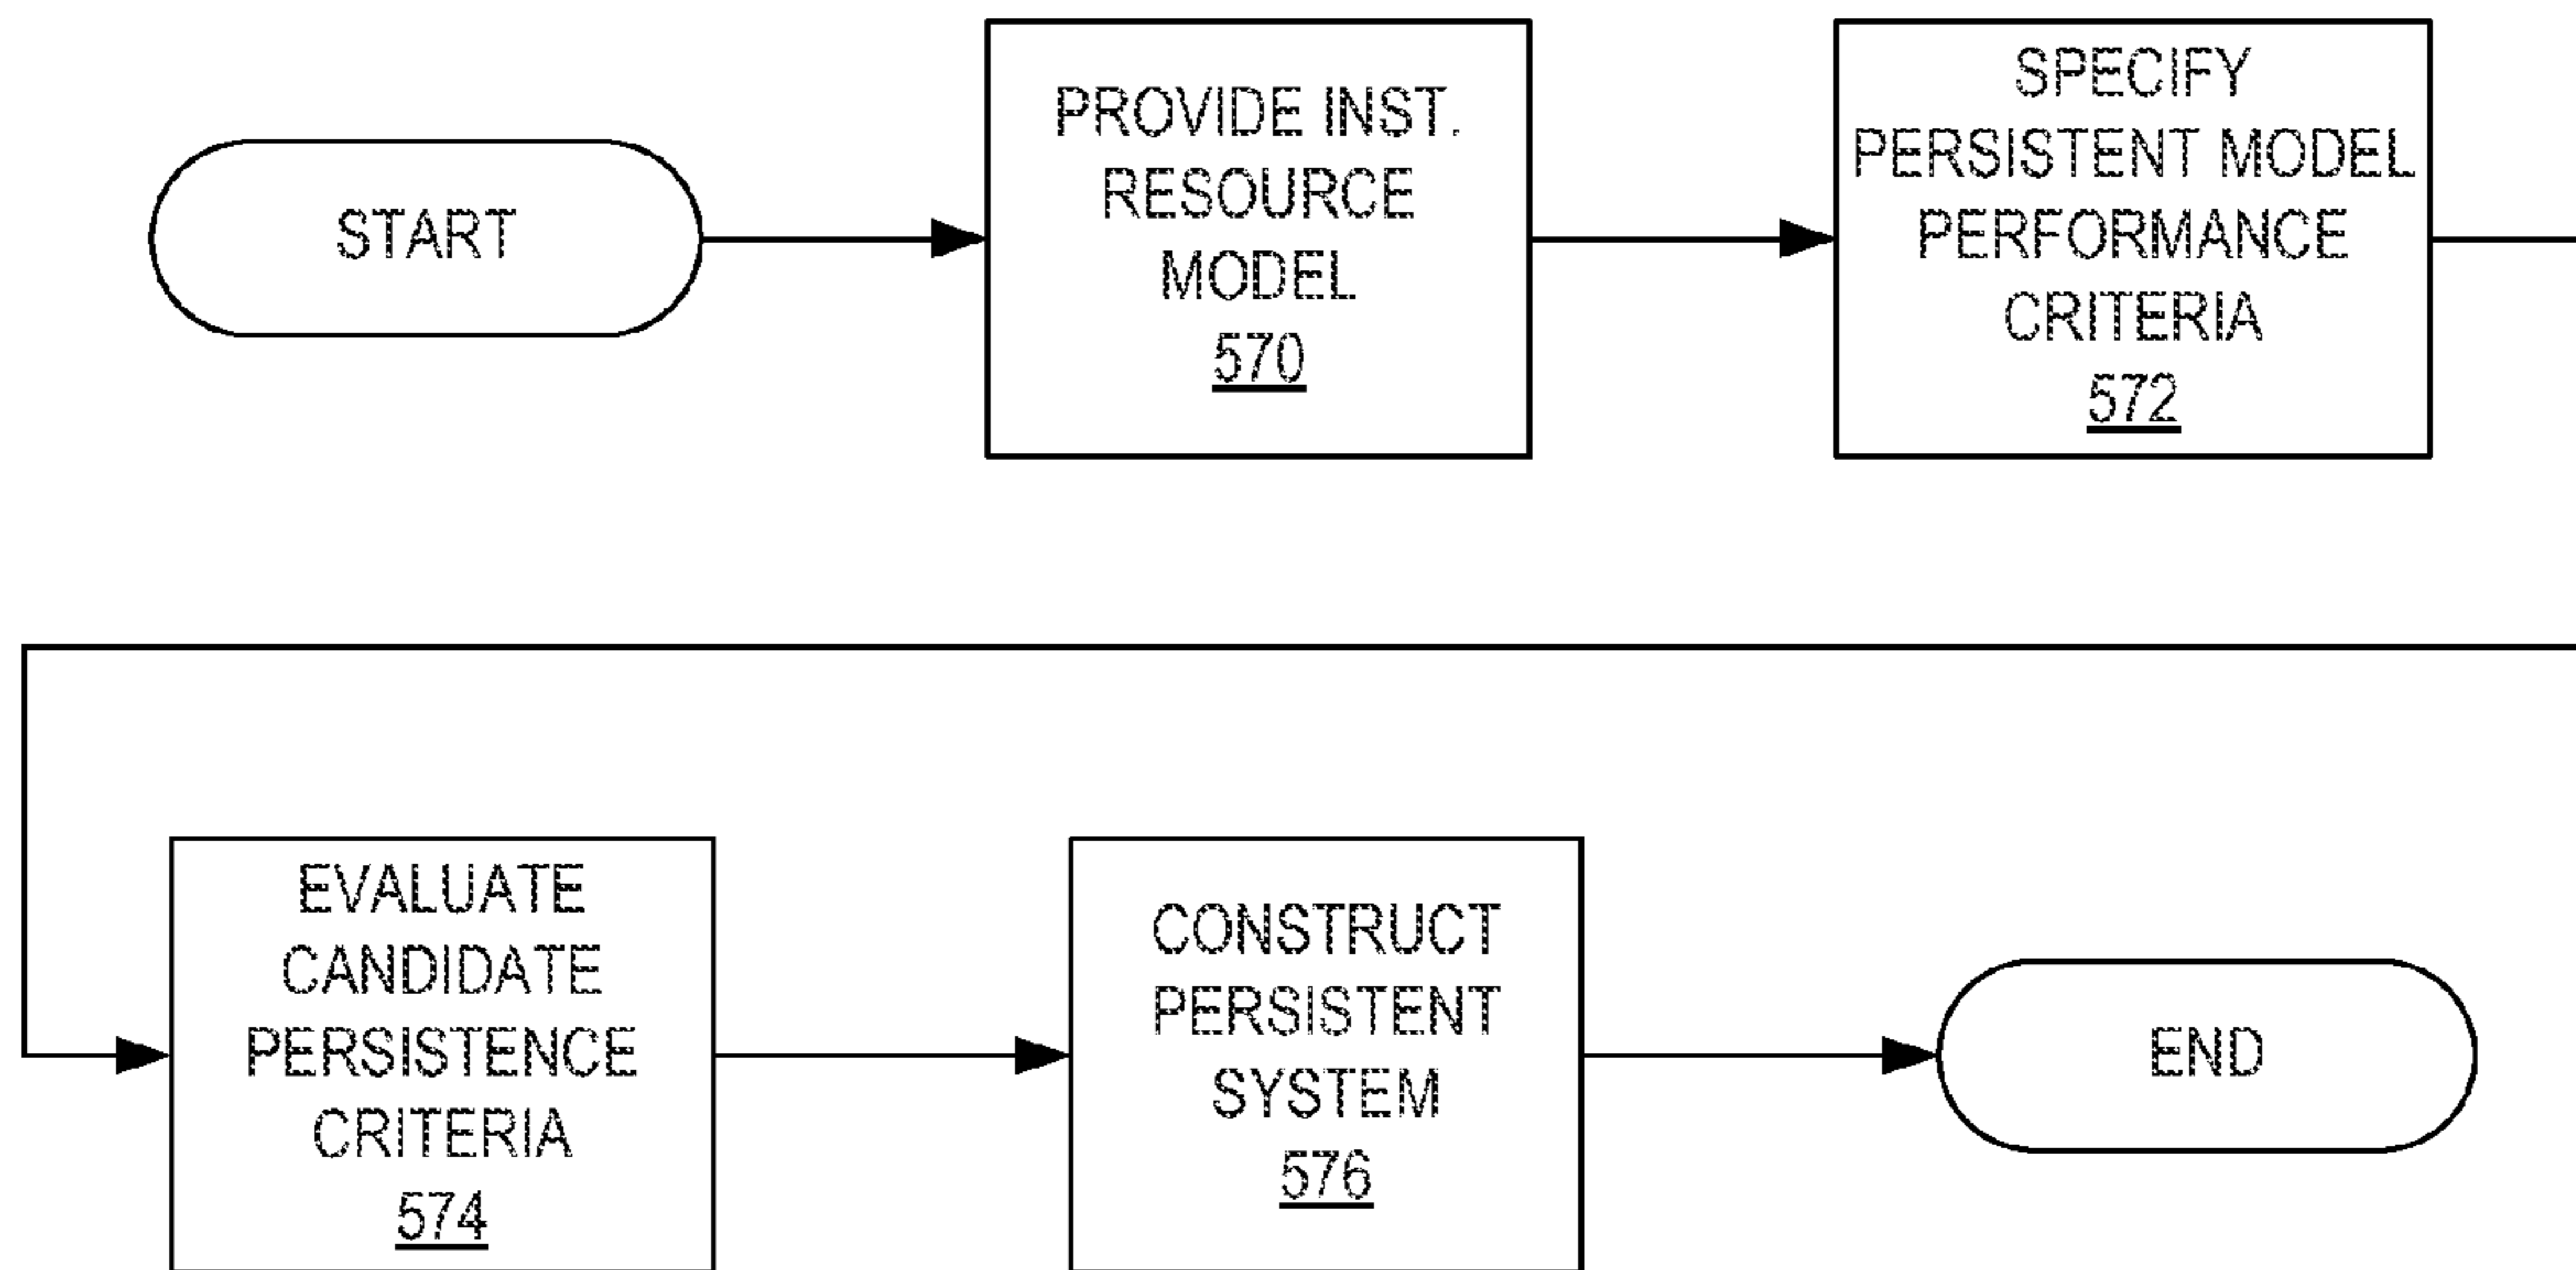 START
PROVIDE INST.
RESOURCE
MODEL
570
SPECIFY
PERSISTENT MODEL
PERFORMANCE
CRITERIA
572
EVALUATE
CANDIDATE
PERSISTENCE
CRITERIA
574
CONSTRUCT
PERSISTENT
SYSTEM
576
END